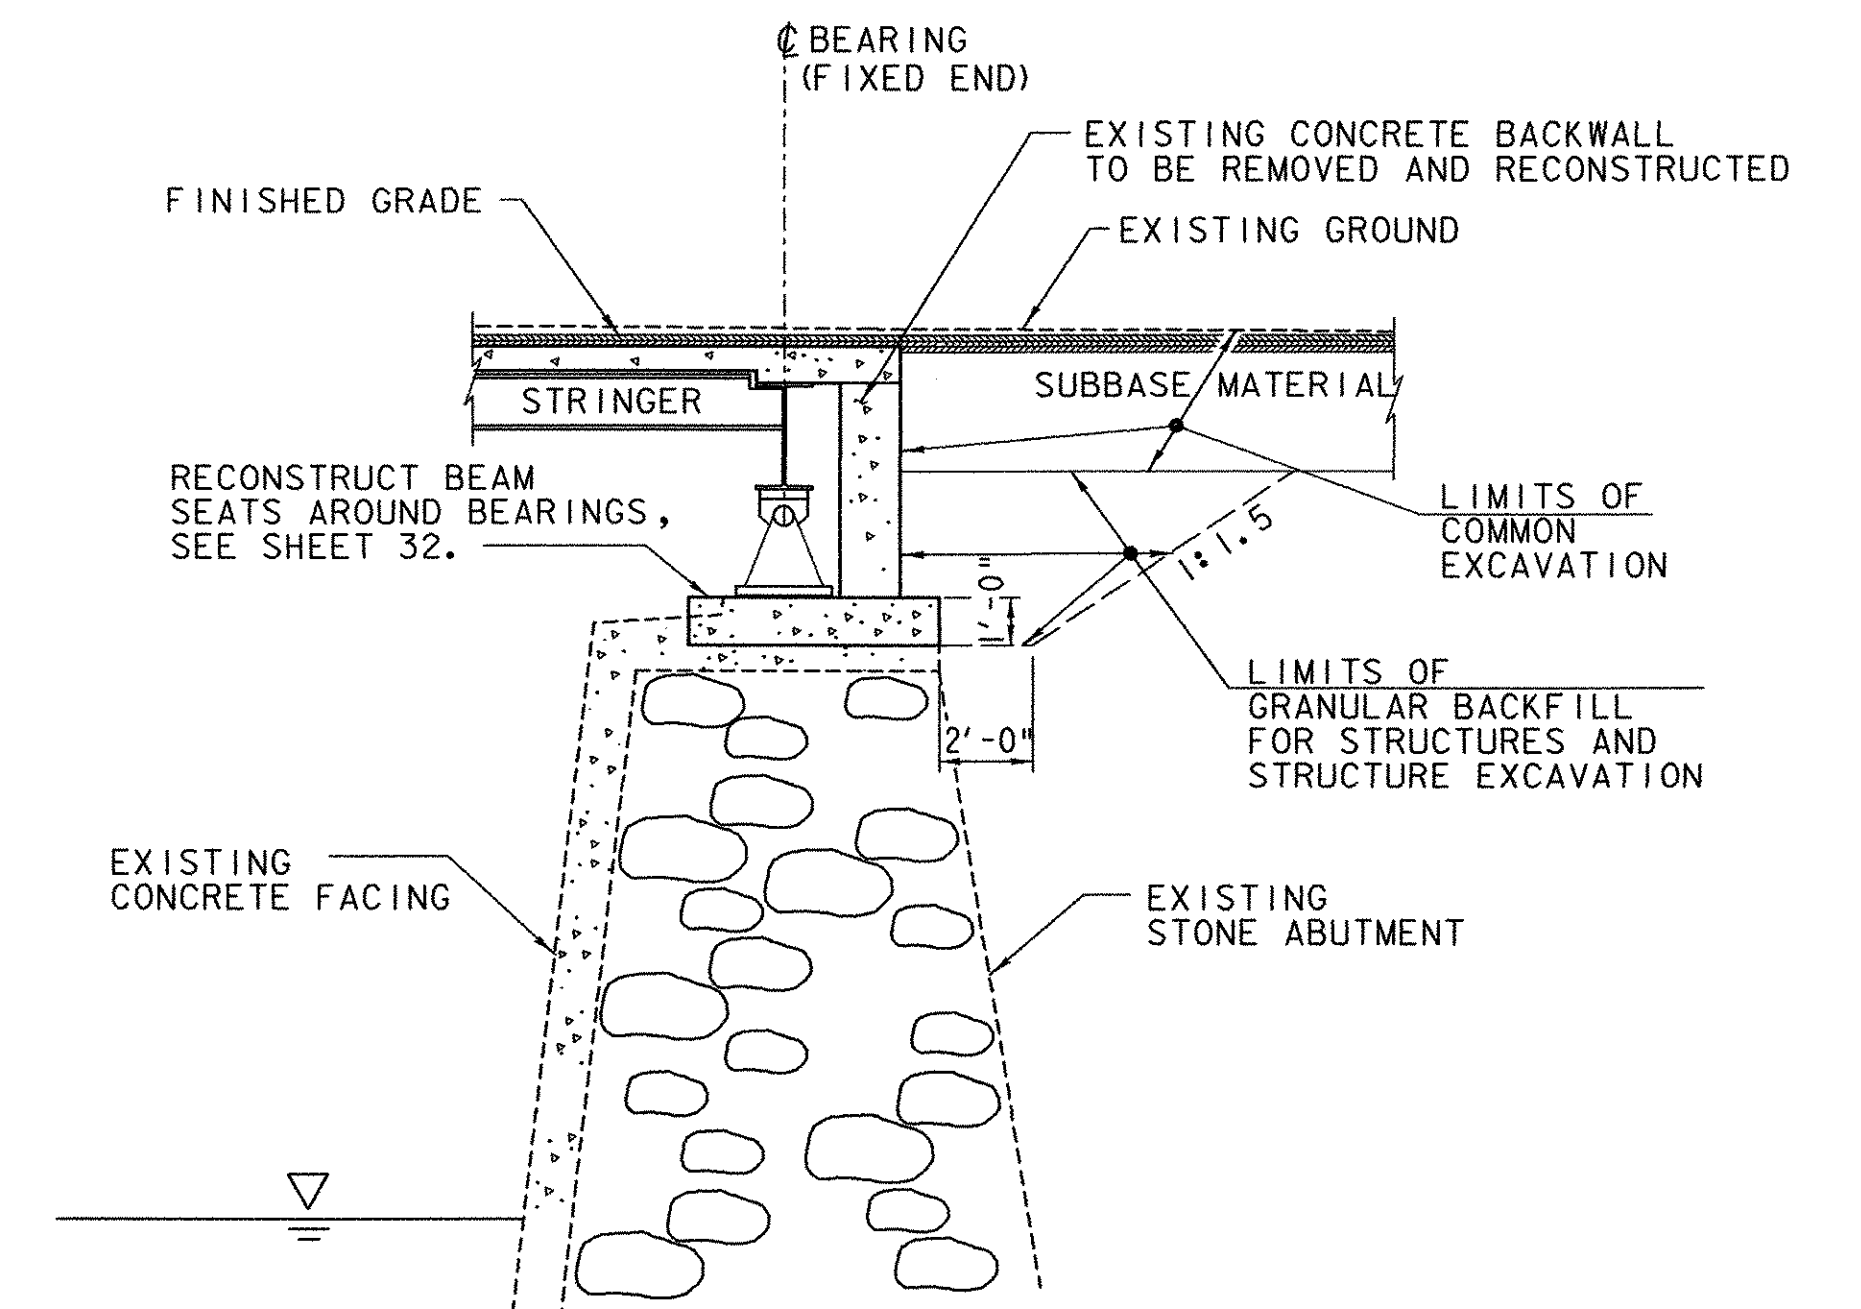 ℄ BEARING
(FIXED END)
EXISTING CONCRETE BACKWALL
TO BE REMOVED AND RECONSTRUCTED
FINISHED GRADE
EXISTING GROUND
SUBBASE MATERIAL
STRINGER
RECONSTRUCT BEAM
SEATS AROUND BEARINGS,
SEE SHEET 32.
LIMITS OF
COMMON
EXCAVATION
1:1.5
1'-0"
LIMITS OF
GRANULAR BACKFILL
FOR STRUCTURES AND
STRUCTURE EXCAVATION
2'-0"
EXISTING
CONCRETE FACING
EXISTING
STONE ABUTMENT